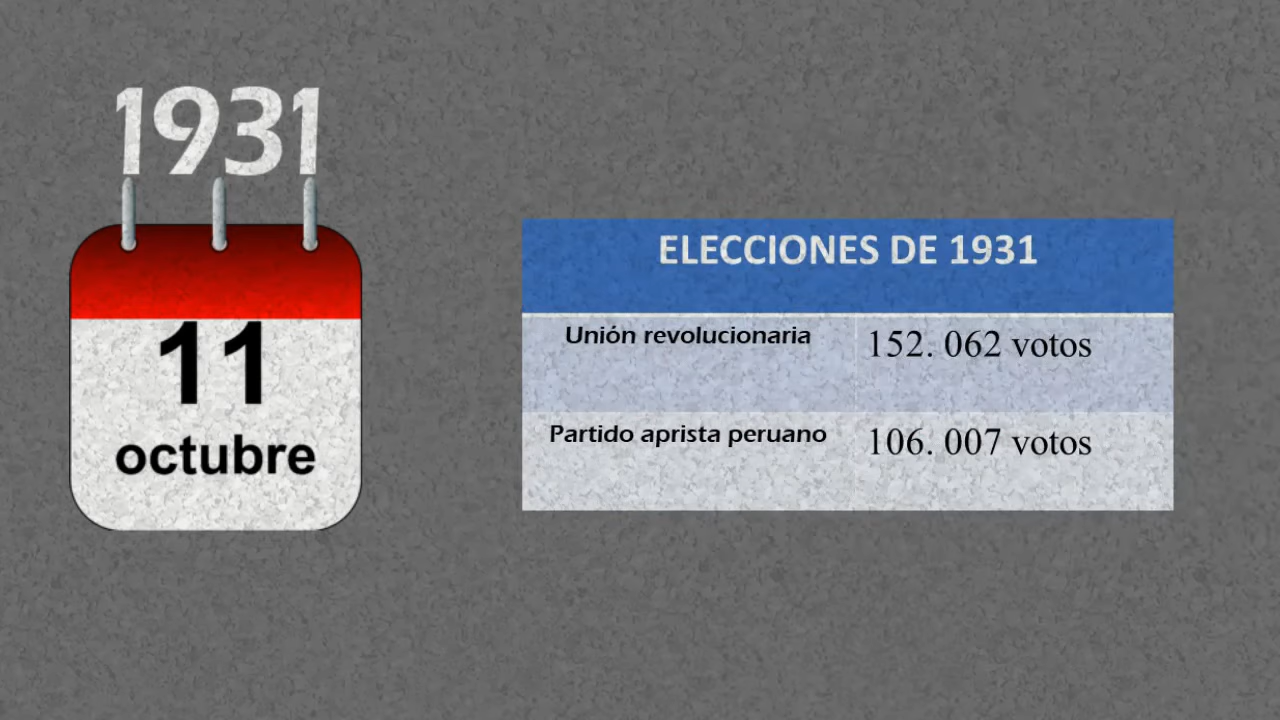 1931
11
octubre
ELECCIONES DE 1931
Unión revolucionaria 152. 062 votos
Partido aprista peruano 106. 007 votos